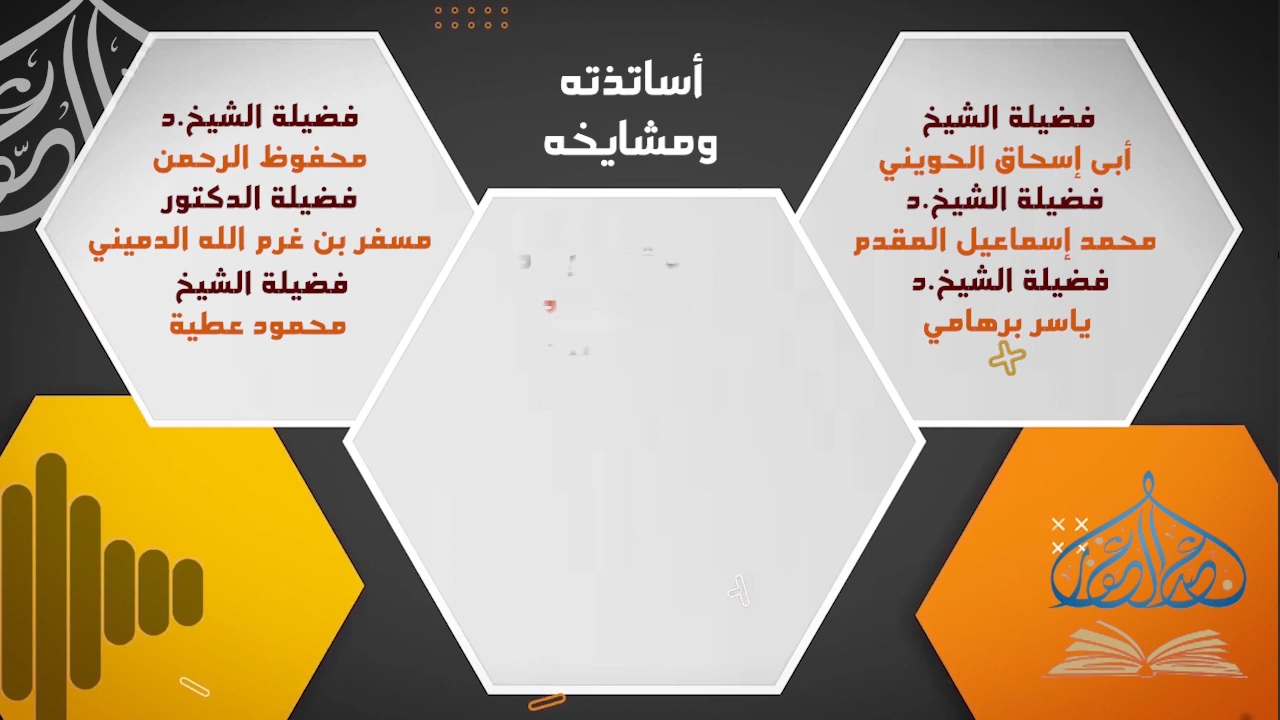 أساتذته
ومشايخه
فضيلة الشيخ
أبى إسحاق الحويني
فضيلة الشيخ.د
محمد إسماعيل المقدم
فضيلة الشيخ.د
ياسر برهامي
فضيلة الشيخ.د
محفوظ الرحمن
فضيلة الدكتور
مسفر بن غرم الله الدميني
فضيلة الشيخ
محمود عطية